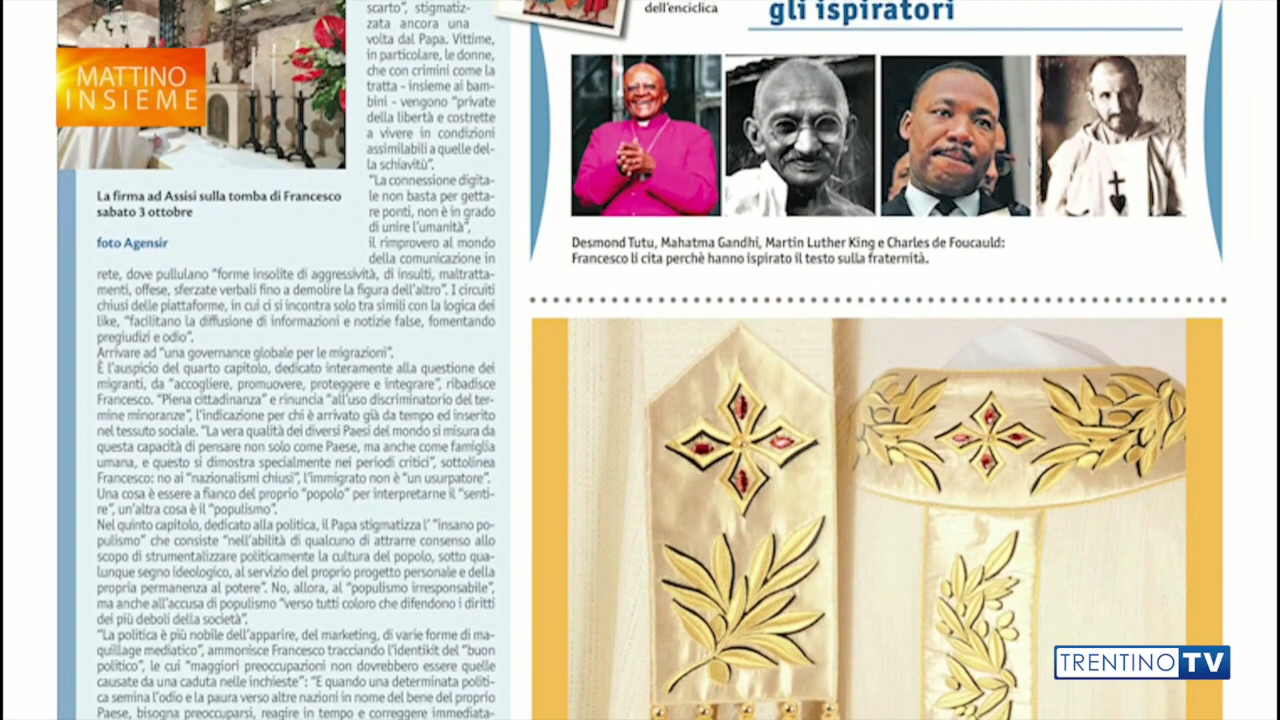 MATTINO
INSIEME
La firma ad Assisi sulla tomba di Francesco
sabato 3 ottobre
foto Agensir
scarto”, stigmatiz-
zata ancora una
volta dal Papa. Vittime,
in particolare, le donne,
che con crimini come la
tratta - insieme ai bam-
bini - vengono “private
della libertà e costrette
a vivere in condizioni
assimilabili a quelle del-
la schiavitù”.
“La connessione digita-
le non basta per getta-
re ponti, non è in grado
di unire l’umanità”,
il rimprovero al mondo
della comunicazione in
rete, dove pullulano “forme insolite di aggressività, di insulti, maltratta-
menti, offese, sferzate verbali fino a demolire la figura dell’altro”. I circuiti
chiusi delle piattaforme, in cui ci si incontra solo tra simili con la logica dei
like, “facilitano la diffusione di informazioni e notizie false, fomentando
pregiudizi e odio”.
Arrivare ad “una governance globale per le migrazioni”.
È l’auspicio del quarto capitolo, dedicato interamente alla questione dei
migranti, da “accogliere, promuovere, proteggere e integrare”, ribadisce
Francesco. “Piena cittadinanza” e rinuncia “all’uso discriminatorio del ter-
mine minoranze”, l’indicazione per chi è arrivato già da tempo ed inserito
nel tessuto sociale. “La vera qualità dei diversi Paesi del mondo si misura da
questa capacità di pensare non solo come Paese, ma anche come famiglia
umana, e questo si dimostra specialmente nei periodi critici”, sottolinea
Francesco: no ai “nazionalismi chiusi”, l’immigrato non è “un usurpatore”.
Una cosa è essere a fianco del proprio “popolo” per interpretarne il “senti-
re”, un’altra cosa è il “populismo”.
Nel quinto capitolo, dedicato alla politica, il Papa stigmatizza l’ “insano po-
pulismo” che consiste “nell’abilità di qualcuno di attrarre consenso allo
scopo di strumentalizzare politicamente la cultura del popolo, sotto qua-
lunque segno ideologico, al servizio del proprio progetto personale e della
propria permanenza al potere”. No, allora, al “populismo irresponsabile”,
ma anche all’accusa di populismo “verso tutti coloro che difendono i diritti
dei più deboli della società”.
“La politica è più nobile dell’apparire, del marketing, di varie forme di ma-
quillage mediatico”, ammonisce Francesco tracciando l’identikit del “buon
politico”, le cui “maggiori preoccupazioni non dovrebbero essere quelle
causate da una caduta nelle inchieste”: “E quando una determinata politi-
ca semina l’odio e la paura verso altre nazioni in nome del bene del proprio
Paese, bisogna preoccuparsi, reagire in tempo e correggere immediata-
dell’enciclica
gli ispiratori
Desmond Tutu, Mahatma Gandhi, Martin Luther King e Charles de Foucauld:
Francesco li cita perchè hanno ispirato il testo sulla fraternità.
TRENTINO TV